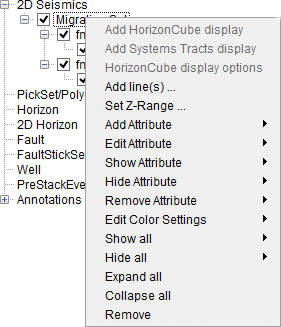 2D Seismics
Add HorizonCube display
Add Systems Tracts display
HorizonCube display options
Add line(s) ...
Set Z-Range ...
Add Attribute
Edit Attribute
Show Attribute
Hide Attribute
Remove Attribute
Edit Color Settings
Show all
Hide all
Expand all
Collapse all
Remove
PickSet/Poly
Horizon
2D Horizon
Fault
FaultStickSe
Well
PreStackEve
Annotations